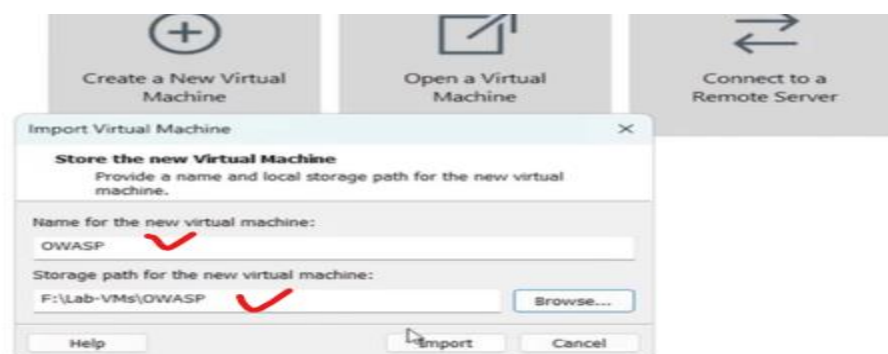 Create a New Virtual
Machine
Open a Virtual
Machine
Connect to a
Remote Server
Import Virtual Machine
Store the new Virtual Machine
Provide a name and local storage path for the new virtual
machine.
Name for the new virtual machine:
OWASP
Storage path for the new virtual machine:
F:\Lab-VMs\OWASP
Browse...
Help
Import
Cancel